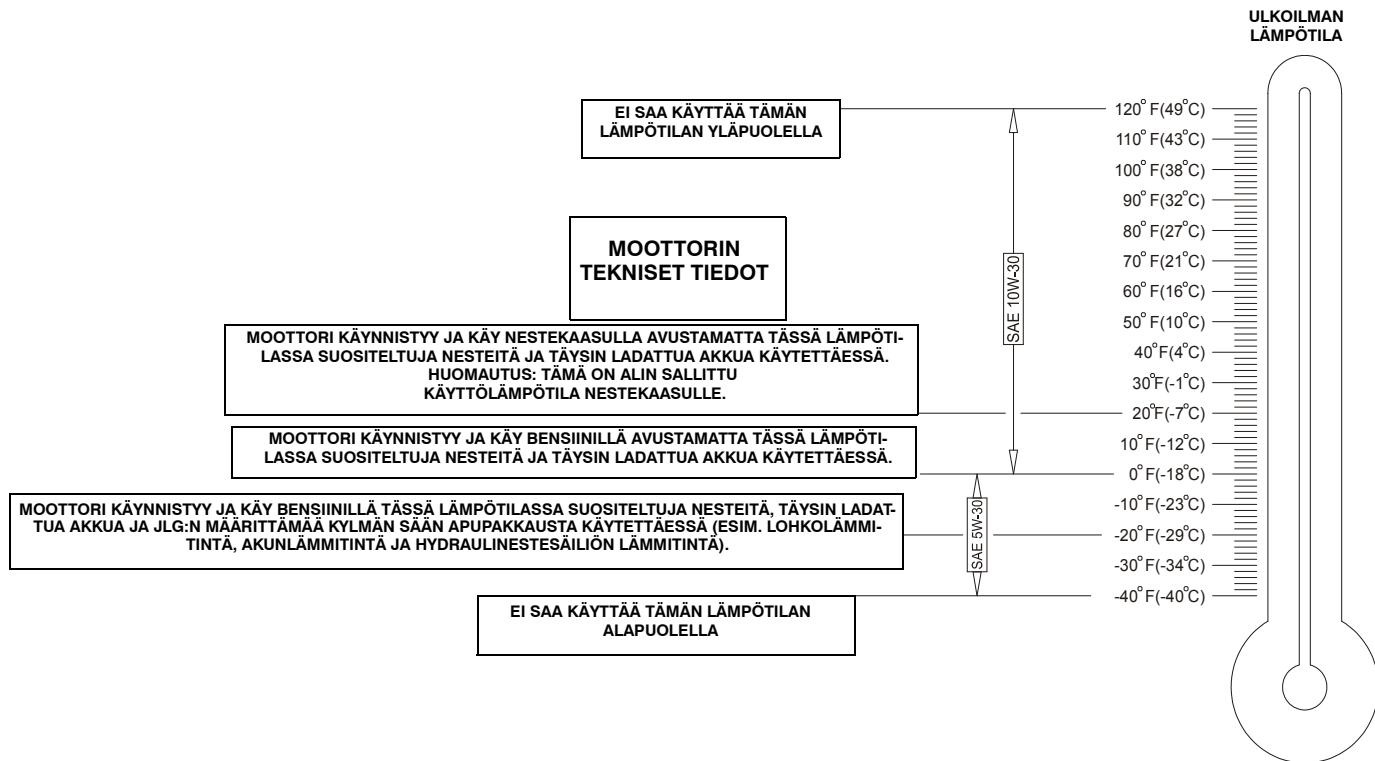 ULKOILMAN
LÄMPÖTILA
EI SAA KÄYTTÄÄ TÄMÄN
LÄMPÖTILAN YLÄPUOLELLA
MOOTTORIN
TEKNISET TIEDOT
MOOTTORI KÄYNNISTYY JA KÄY NESTEKAASULLA AVUSTAMATTA TÄSSÄ LÄMPÖTI-
LASSA SUOSITELTUJA NESTEITÄ JA TÄYSIN LADATTUA AKKUA KÄYTETTÄESSÄ.
HUOMAUTUS: TÄMÄ ON ALIN SALLITTU
KÄYTTÖLÄMPÖTILA NESTEKAASULLE.
MOOTTORI KÄYNNISTYY JA KÄY BENSIINILLÄ AVUSTAMATTA TÄSSÄ LÄMPÖTI-
LASSA SUOSITELTUJA NESTEITÄ JA TÄYSIN LADATTUA AKKUA KÄYTETTÄESSÄ.
MOOTTORI KÄYNNISTYY JA KÄY BENSIINILLÄ TÄSSÄ LÄMPÖTILASSA SUOSITELTUJA NESTEITÄ, TÄYSIN LADAT-
TUA AKKUA JA JLG:N MÄÄRITTÄMÄÄ KYLMÄN SÄÄN APUPAKKAUSTA KÄYTETTÄESSÄ (ESIM. LOHKOLÄMMI-
TINTÄ, AKUNLÄMMITINTÄ JA HYDRAULINESTESÄILIÖN LÄMMITINTÄ).
EI SAA KÄYTTÄÄ TÄMÄN LÄMPÖTILAN
ALAPUOLELLA
SAE 10W-30
SAE 5W-30
120° F(49°C)
110° F(43°C)
100° F(38°C)
90° F(32°C)
80° F(27°C)
70° F(21°C)
60° F(16°C)
50° F(10°C)
40°F(4°C)
30°F(-1°C)
20°F(-7°C)
10°F(-12°C)
0°F(-18°C)
-10° F(-23°C)
-20° F(-29°C)
-30° F(-34°C)
-40° F(-40°C)